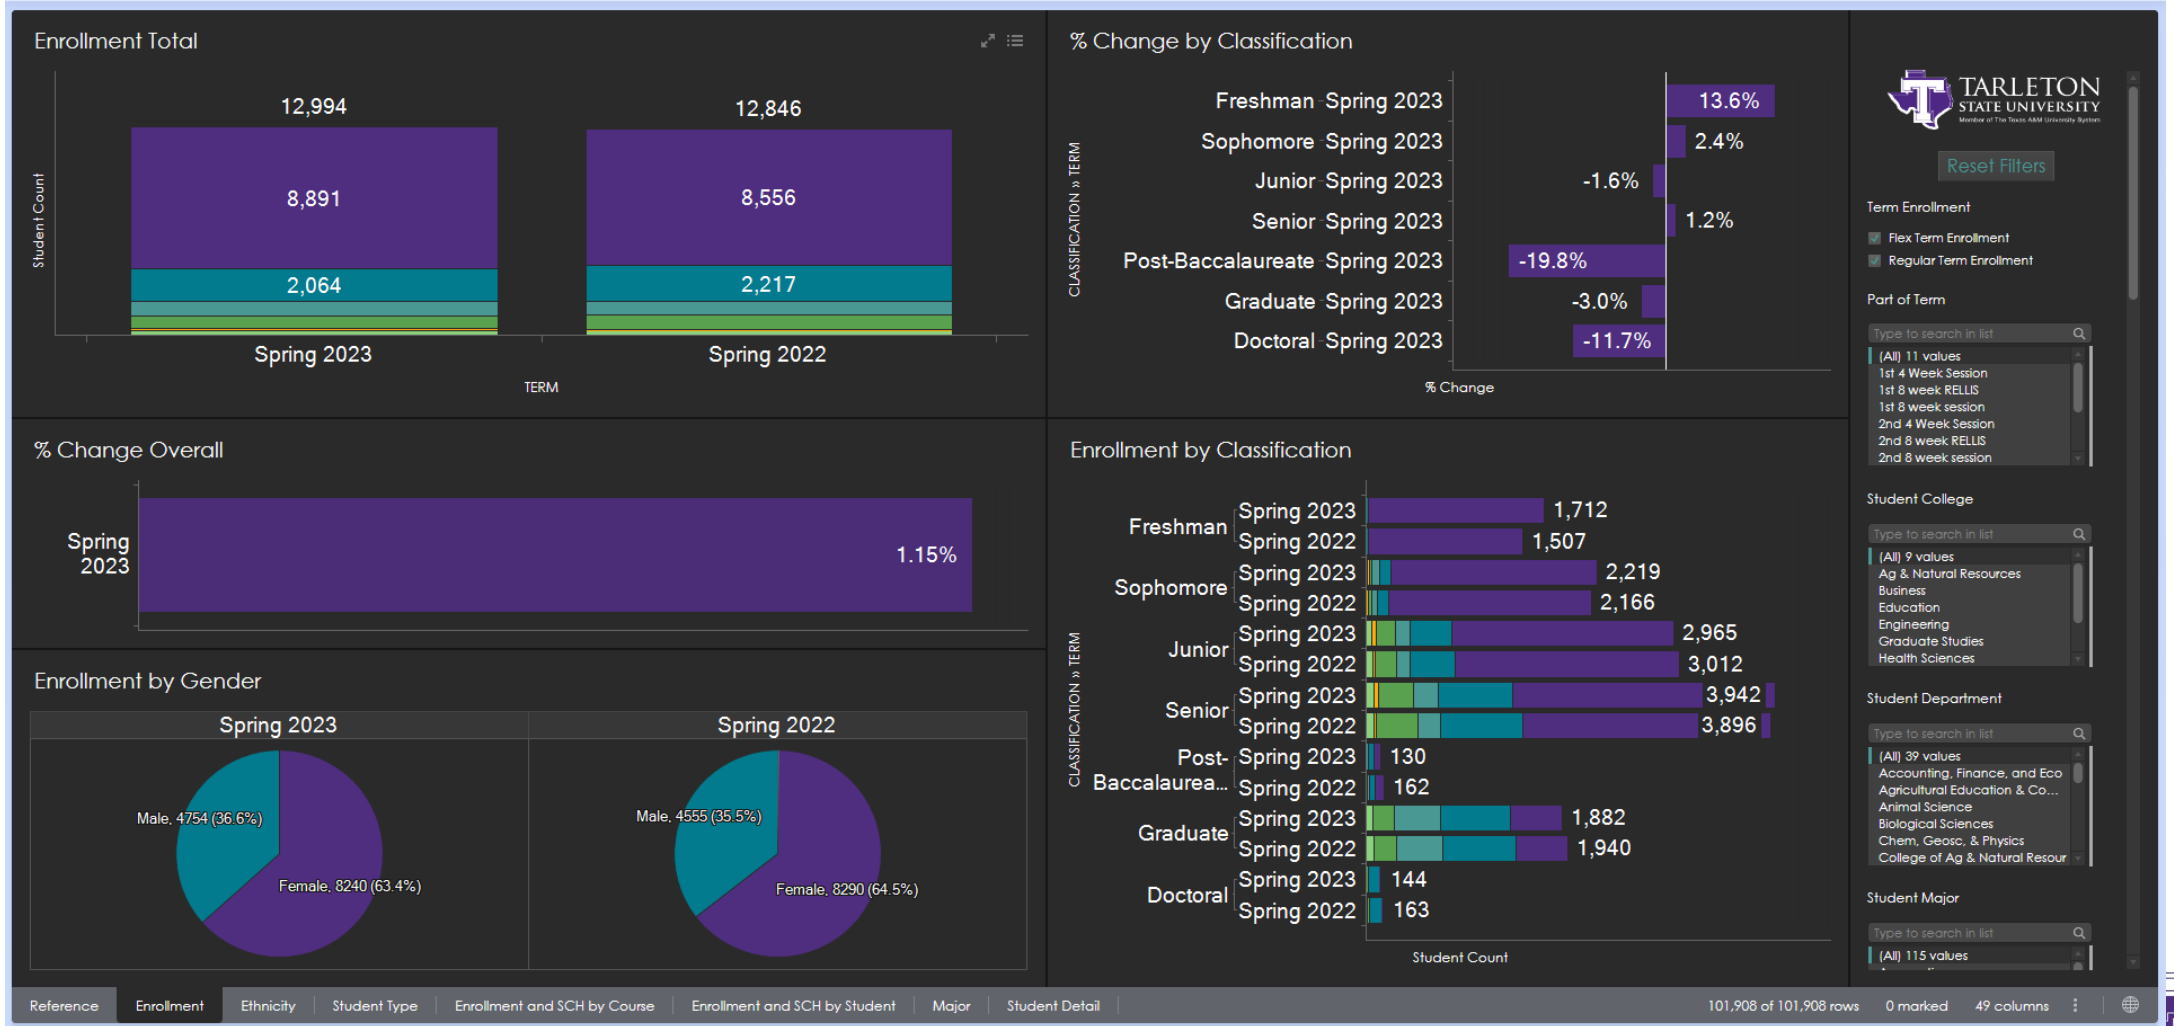 Enrollment Total
12,994
12,846
8,891
8,556
2,064
2,217
Student Count
Spring 2023
Spring 2022
TERM
% Change by Classification
CLASSIFICATION » TERM
Freshman Spring 2023
13.6%
Sophomore Spring 2023
2.4%
Junior Spring 2023
-1.6%
Senior Spring 2023
1.2%
Post-Baccalaureate Spring 2023
-19.8%
Graduate Spring 2023
-3.0%
Doctoral Spring 2023
-11.7%
% Change
% Change Overall
Spring
2023
1.15%
Enrollment by Gender
Spring 2023
Spring 2022
Male, 4754 (36.6%)
Female, 8240 (63.4%)
Male, 4555 (35.5%)
Female, 8290 (64.5%)
Enrollment by Classification
CLASSIFICATION » TERM
Freshman
Spring 2023
1,712
Spring 2022
1,507
Sophomore
Spring 2023
2,219
Spring 2022
2,166
Junior
Spring 2023
2,965
Spring 2022
3,012
Senior
Spring 2023
3,942
Spring 2022
3,896
Post-
Baccalaurea...
Spring 2023
130
Spring 2022
162
Graduate
Spring 2023
1,882
Spring 2022
1,940
Doctoral
Spring 2023
144
Spring 2022
163
Student Count
T
TARLETON
STATE UNIVERSITY
Member of The Texas A&M University System
Reset Filters
Term Enrollment
Flex Term Enrollment
Regular Term Enrollment
Part of Term
Type to search in list
(All) 11 values
1st 4 Week Session
1st 8 week RELLIS
1st 8 week session
2nd 4 Week Session
2nd 8 week RELLIS
2nd 8 week session
Student College
Type to search in list
(All) 9 values
Ag & Natural Resources
Business
Education
Engineering
Graduate Studies
Health Sciences
Student Department
Type to search in list
(All) 39 values
Accounting, Finance, and Eco
Agricultural Education & Co...
Animal Science
Biological Sciences
Chem, Geosc, & Physics
College of Ag & Natural Resour
Student Major
Type to search in list
(All) 115 values
Reference
Enrollment
Ethnicity
Student Type
Enrollment and SCH by Course
Enrollment and SCH by Student
Major
Student Detail
101,908 of 101,908 rows
0 marked
49 columns